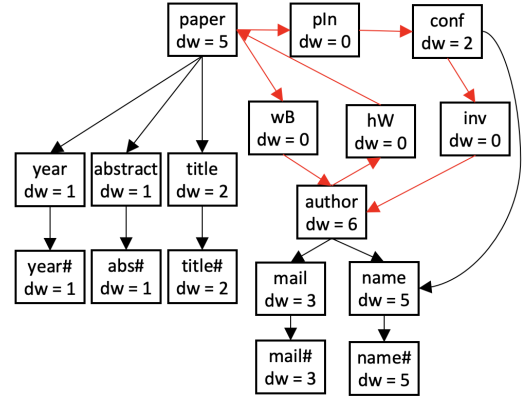 paper
dw = 5
pIn
dw = 0
conf
dw = 2
wB
dw = 0
hW
dw = 0
inv
dw = 0
year
dw = 1
abstract
dw = 1
title
dw = 2
author
dw = 6
year#
dw = 1
abs#
dw = 1
title#
dw = 2
mail
dw = 3
name
dw = 5
mail#
dw = 3
name#
dw = 5